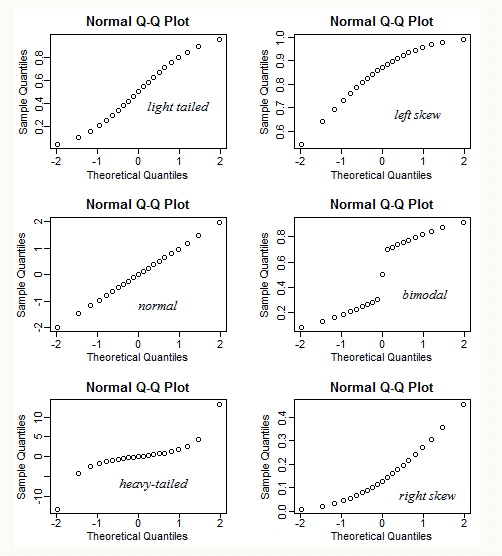 Normal Q-Q Plot
Sample Quantiles
0.2 0.4 0.6 0.8
light tailed
-2 -1 0 1 2
Theoretical Quantiles
Normal Q-Q Plot
Sample Quantiles
0.6 0.7 0.8 0.9 1.0
left skew
-2 -1 0 1 2
Theoretical Quantiles
Normal Q-Q Plot
Sample Quantiles
-2 -1 0 1 2
normal
-2 -1 0 1 2
Theoretical Quantiles
Normal Q-Q Plot
Sample Quantiles
0.2 0.4 0.6 0.8
bimodal
-2 -1 0 1 2
Theoretical Quantiles
Normal Q-Q Plot
Sample Quantiles
-10 0 5 10
heavy-tailed
-2 -1 0 1 2
Theoretical Quantiles
Normal Q-Q Plot
Sample Quantiles
0.0 0.1 0.2 0.3 0.4
right skew
-2 -1 0 1 2
Theoretical Quantiles